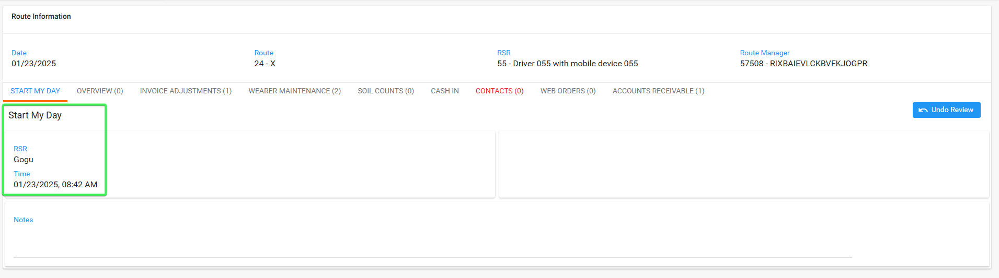 Route Information
Date Route RSR Route Manager
01/23/2025 24 - X 55 - Driver 055 with mobile device 055 57508 - RIXBAIEVLCKBVFKJOGPR
START MY DAY OVERVIEW (0) INVOICE ADJUSTMENTS (1) WEARER MAINTENANCE (2) SOIL COUNTS (0) CASH IN CONTACTS (0) WEB ORDERS (0) ACCOUNTS RECEIVABLE (1)
Start My Day Undo Review
RSR
Gogu
Time
01/23/2025, 08:42 AM
Notes